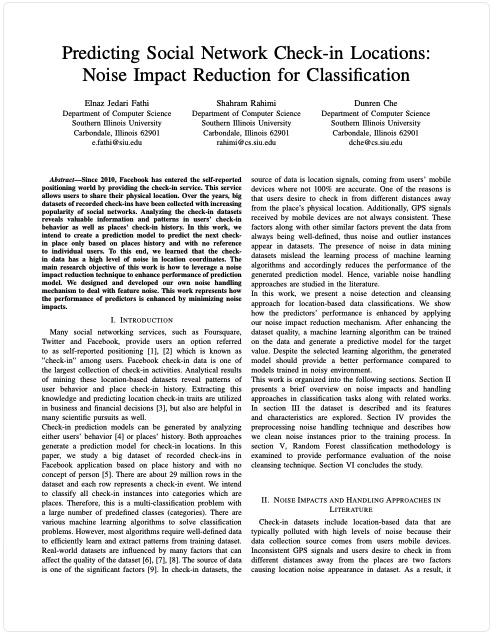 Predicting Social Network Check-in Locations:
Noise Impact Reduction for Classification
Elnaz Jedari Fathi
Department of Computer Science
Southern Illinois University
Carbondale, Illinois 62901
e.fathi@siu.edu
Shahram Rahimi
Department of Computer Science
Southern Illinois University
Carbondale, Illinois 62901
rahimi@cs.siu.edu
Dunren Che
Department of Computer Science
Southern Illinois University
Carbondale, Illinois 62901
dche@cs.siu.edu
Abstract—Since 2010, Facebook has entered the self-reported
positioning world by providing the check-in service. This service
allows users to share their physical location. Over the years, big
datasets of recorded check-ins have been collected with increasing
popularity of social networks. Analyzing the check-in datasets
reveals valuable information and patterns in users' check-in
behavior as well as places' check-in history. In this work, we
intend to create a predictor model to predict the next check-
in place only based on places history and with no reference
to individual users. To this end, we learned that the check-
in data has a high level of noise in location coordinates. The
main research objective of this work is how to leverage a noise
impact reduction technique to enhance performance of prediction
model. We designed and developed our own noise handling
mechanism to deal with feature noise. This work represents how
the performance of predictors is enhanced by minimizing noise
impacts.
I. Introduction
Many social networking services, such as Foursquare,
Twitter and Facebook, provide users an option referred
to as self-reported positioning [1], [2] which is known as
"check-in" among users. Facebook check-in data is one of
the largest collection of check-in activities. Analytical results
of mining these location-based datasets reveal patterns of
user behavior and place check-in history. Extracting this
knowledge and predicting location check-in traits are utilized
in business and financial decisions [3], but also are helpful in
many scientific pursuits as well.
Check-in prediction models can be generated by analyzing
either users' behavior [4] or places' history. Both approaches
generate a prediction model for check-in locations. In this
paper, we study a big dataset of recorded check-ins in
Facebook application based on place history and with no
concept of person [5]. There are about 29 million rows in the
dataset and each row represents a check-in event. We intend
to classify all check-in instances into categories which are
places. Therefore, this is a multi-classification problem with
a large number of predefined classes (categories). There are
various machine learning algorithms to solve classification
problems. However, most algorithms require well-defined data
to efficiently learn and extract patterns from training dataset.
Real-world datasets are influenced by many factors that can
affect the quality of the dataset [6], [7], [8]. The source of data
is one of the significant factors [9]. In check-in datasets, the
source of data is location signals, coming from users' mobile
devices where not 100% are accurate. One of the reasons is
that users desire to check in from different distances away
from the place's physical location. Additionally, GPS signals
received by mobile devices are not always consistent. These
factors along with other similar factors prevent the data from
always being well-defined, thus noise and outlier instances
appear in datasets. The presence of noise in data mining
datasets mislead the learning process of machine learning
algorithms and accordingly reduces the performance of the
generated prediction model. Hence, variable noise handling
approaches are studied in the literature.
In this work, we present a noise detection and cleansing
approach for location-based data classifications. We show
how the predictors' performance is enhanced by applying
our noise impact reduction mechanism. After enhancing the
dataset quality, a machine learning algorithm can be trained
on the data and generate a predictive model for the target
value. Despite the selected learning algorithm, the generated
model should provide a better performance compared to
models trained in noisy environment.
This work is organized into the following sections. Section II
presents a brief overview on noise impacts and handling
approaches in classification tasks along with related works.
In section III the dataset is described and its features
and characteristics are explored. Section IV provides the
preprocessing noise handling technique and describes how
we clean noise instances prior to the training process. In
section V, Random Forest classification methodology is
examined to provide performance evaluation of the noise
cleansing technique. Section VI concludes the study.
II. Noise Impacts and Handling Approaches in
Literature
Check-in datasets include location-based data that are
typically polluted with high levels of noise because their
data collection source comes from users mobile devices.
Inconsistent GPS signals and users desire to check in from
different distances away from the places are two factors
causing location noise appearance in dataset. As a result, it